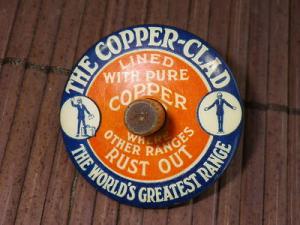 THE COPPER-CLAD
LINED
WITH PURE
COPPER
WHERE
OTHER RANGES
RUST OUT
THE WORLD'S GREATEST RANGE